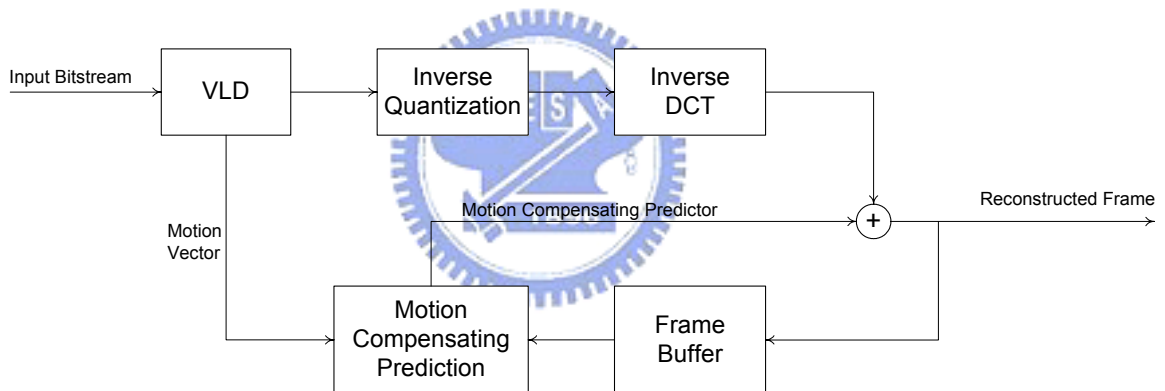 Input Bitstream
VLD
Inverse
Quantization
Inverse
DCT
Motion Compensating Predictor
Reconstructed Frame
+
Motion
Vector
Motion
Compensating
Prediction
Frame
Buffer